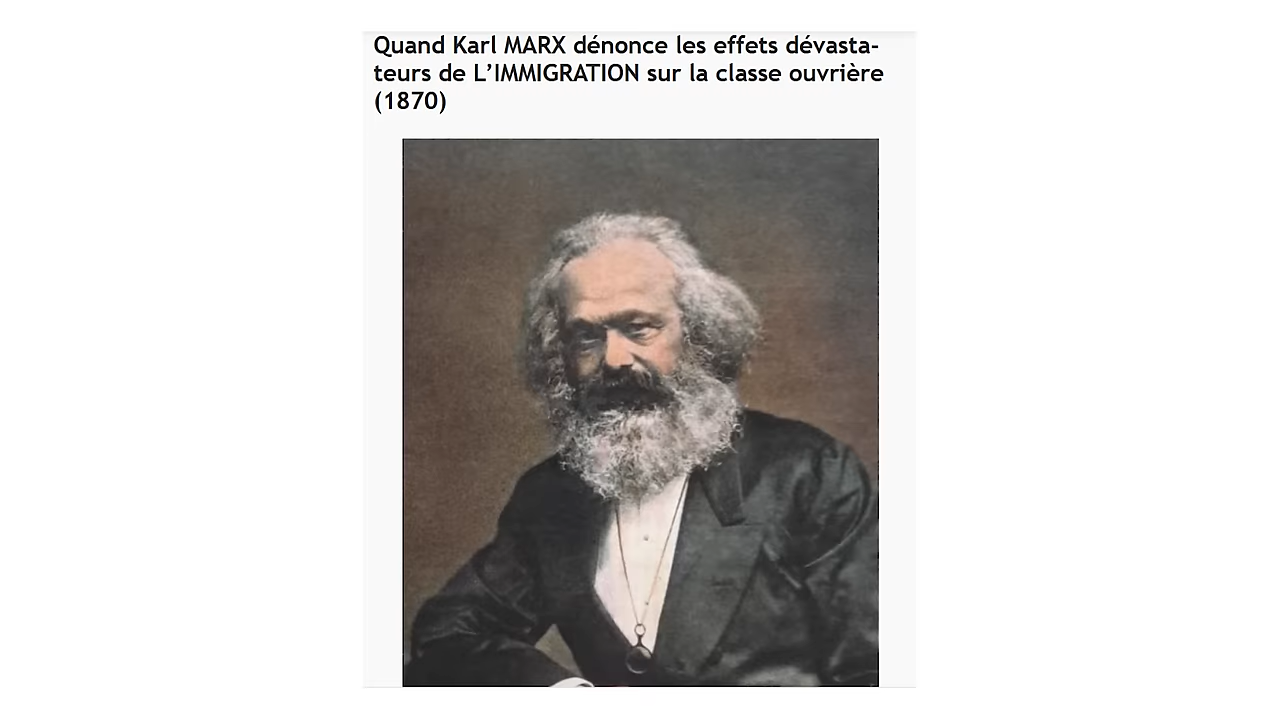 Quand Karl MARX dénonce les effets dévasta-
teurs de L’IMMIGRATION sur la classe ouvrière
(1870)